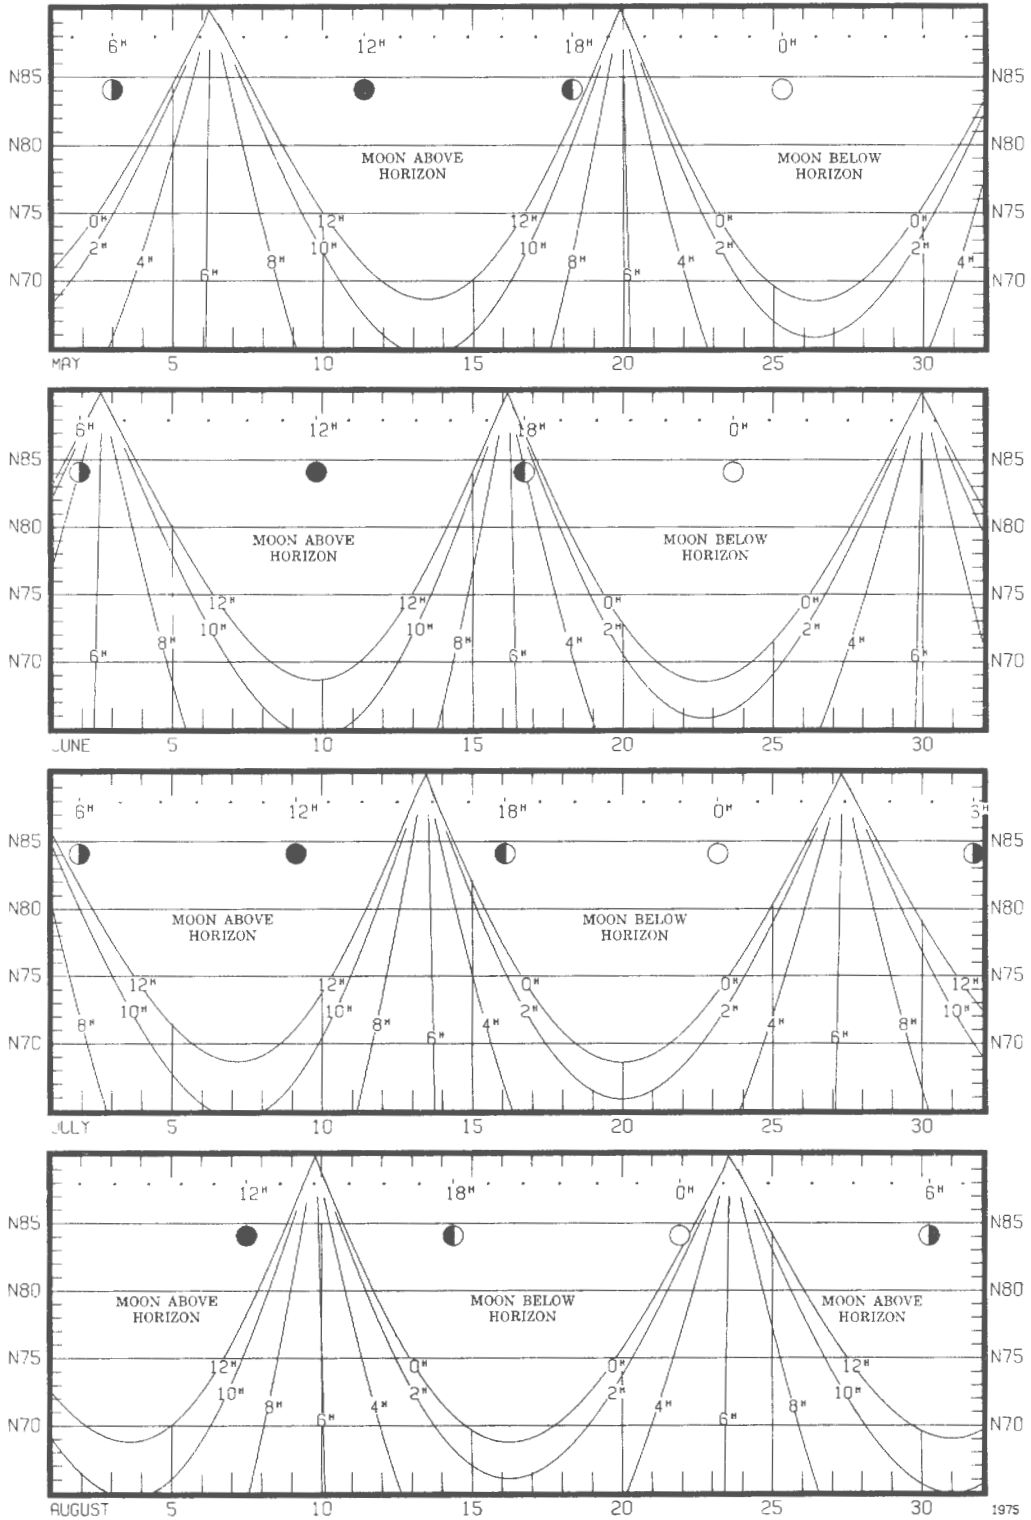 6ᴴ 12ᴴ 18ᴴ 0ᴴ
N85 N85
N80 MOON ABOVE HORIZON MOON BELOW HORIZON N80
N75 N75
0ᴴ 12ᴴ 12ᴴ 0ᴴ 0ᴴ
2ᴴ 10ᴴ 10ᴴ 2ᴴ 2ᴴ
4ᴴ 8ᴴ 8ᴴ 4ᴴ 4ᴴ
N70 6ᴴ 6ᴴ N70
MAY 5 10 15 20 25 30
6ᴴ 12ᴴ 18ᴴ 0ᴴ
N85 N85
N80 N80
MOON ABOVE HORIZON MOON BELOW HORIZON
N75 N75
12ᴴ 12ᴴ 0ᴴ 0ᴴ
10ᴴ 10ᴴ 2ᴴ 2ᴴ
8ᴴ 8ᴴ 4ᴴ 4ᴴ
N70 6ᴴ 6ᴴ 6ᴴ N70
JUNE 5 10 15 20 25 30
6ᴴ 12ᴴ 18ᴴ 0ᴴ 6ᴴ
N85 N85
N80 N80
MOON ABOVE HORIZON MOON BELOW HORIZON
N75 N75
12ᴴ 12ᴴ 0ᴴ 0ᴴ 12ᴴ
10ᴴ 10ᴴ 2ᴴ 2ᴴ 10ᴴ
8ᴴ 8ᴴ 4ᴴ 4ᴴ 8ᴴ
N70 6ᴴ 6ᴴ N70
JULY 5 10 15 20 25 30
12ᴴ 18ᴴ 0ᴴ 6ᴴ
N85 N85
N80 N80
MOON ABOVE HORIZON MOON BELOW HORIZON MOON ABOVE HORIZON
N75 N75
12ᴴ 0ᴴ 0ᴴ 12ᴴ
10ᴴ 2ᴴ 2ᴴ 10ᴴ
8ᴴ 4ᴴ 4ᴴ 8ᴴ
N70 6ᴴ 6ᴴ N70
AUGUST 5 10 15 20 25 30 1975